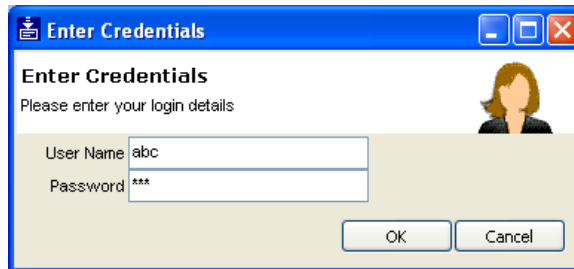 Enter Credentials
Enter Credentials
Please enter your login details
User Name abc
Password ***
OK Cancel